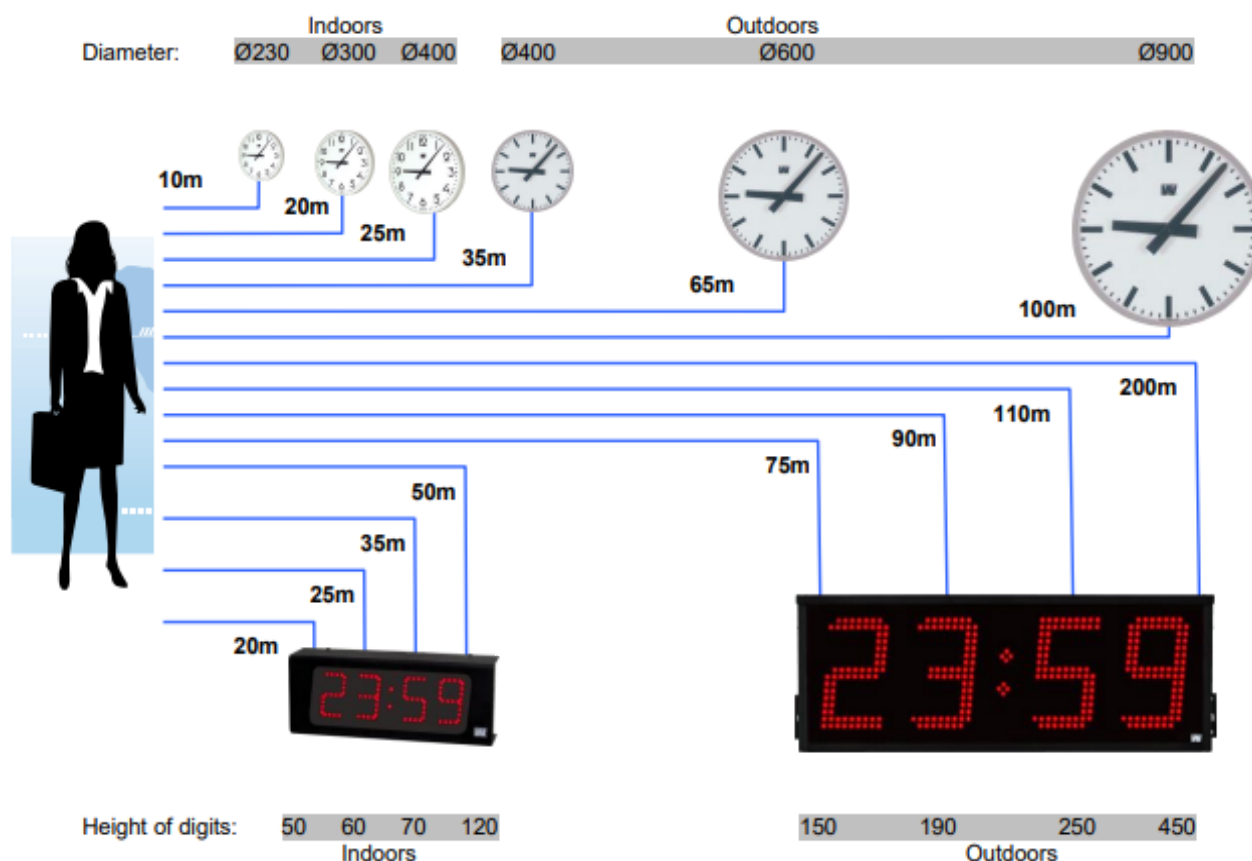 Indoors Outdoors
Diameter: Ø230 Ø300 Ø400 Ø400 Ø600 Ø900
10m
20m
25m
35m
65m
100m
200m
110m
90m
75m
50m
35m
25m
20m
23:59
23:59
Height of digits: 50 60 70 120 150 190 250 450
Indoors Outdoors